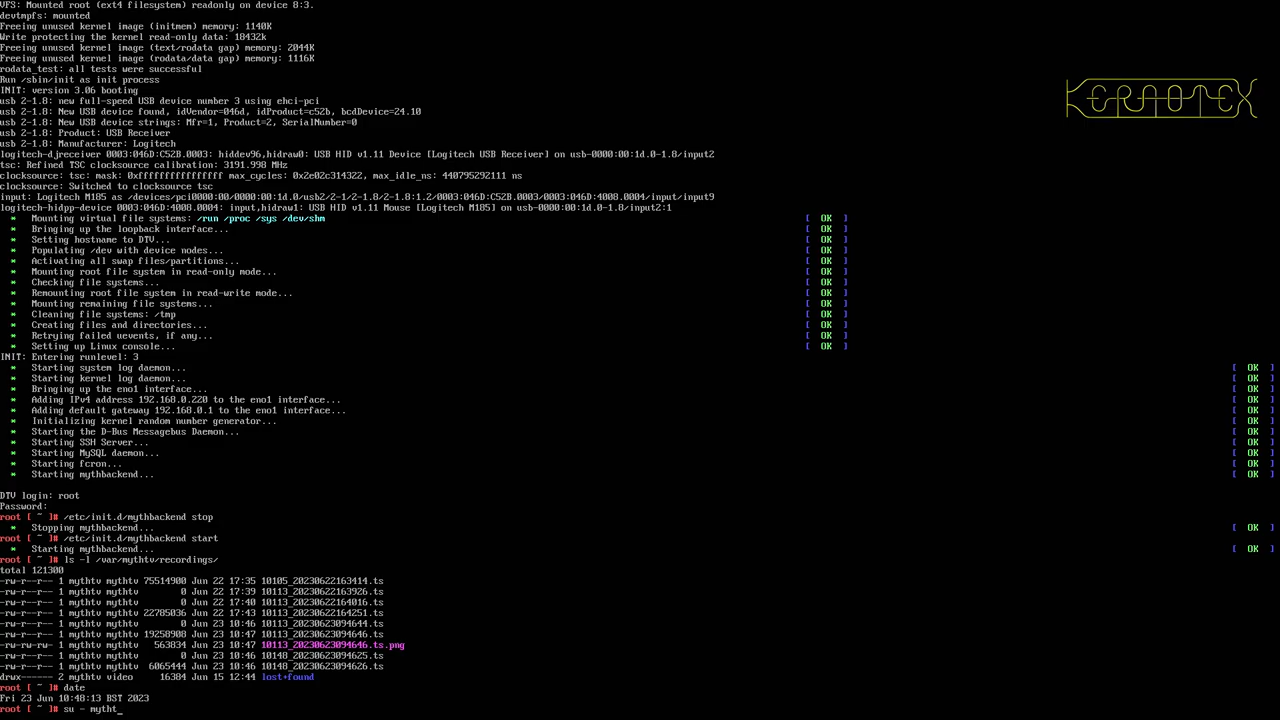 VFS: Mounted root (ext4 filesystem) readonly on device 8:3.
devtmpfs: mounted
Freeing unused kernel image (initmem) memory: 1140K
Write protecting the kernel read-only data: 18432k
Freeing unused kernel image (text/rodata gap) memory: 2044K
Freeing unused kernel image (rodata/data gap) memory: 1116K
rodata_test: all tests were successful
Run /sbin/init as init process
INIT: version 3.06 booting
usb 2-1.8: new full-speed USB device number 3 using ehci-pci
usb 2-1.8: New USB device found, idVendor=046d, idProduct=c52b, bcdDevice=24.10
usb 2-1.8: New USB device strings: Mfr=1, Product=2, SerialNumber=0
usb 2-1.8: Product: USB Receiver
usb 2-1.8: Manufacturer: Logitech
logitech-djreceiver 0003:046D:C52B.0003: hiddev96,hidraw0: USB HID v1.11 Device [Logitech USB Receiver] on usb-0000:00:1d.0-1.8/input2
tsc: Refined TSC clocksource calibration: 3191.998 MHz
clocksource: tsc: mask: 0xffffffffffffffff max_cycles: 0x2e02c314322, max_idle_ns: 440795292111 ns
clocksource: Switched to clocksource tsc
input: Logitech M185 as /devices/pci0000:00/0000:00:1d.0/usb2/2-1/2-1.8/2-1.8:1.2/0003:046D:C52B.0003/0003:046D:4008.0004/input/input9
logitech-hidpp-device 0003:046D:4008.0004: input,hidraw1: USB HID v1.11 Mouse [Logitech M185] on usb-0000:00:1d.0-1.8/input2:1
* Mounting virtual file systems: /run /proc /sys /dev/shm [ OK ]
* Bringing up the loopback interface... [ OK ]
* Setting hostname to DTV... [ OK ]
* Populating /dev with device nodes... [ OK ]
* Activating all swap files/partitions... [ OK ]
* Mounting root file system in read-only mode... [ OK ]
* Checking file systems... [ OK ]
* Remounting root file system in read-write mode... [ OK ]
* Mounting remaining file systems... [ OK ]
* Cleaning file systems: /tmp [ OK ]
* Creating files and directories... [ OK ]
* Retrying failed uevents, if any... [ OK ]
* Setting up Linux console... [ OK ]
INIT: Entering runlevel: 3
* Starting system log daemon... [ OK ]
* Starting kernel log daemon... [ OK ]
* Bringing up the eno1 interface... [ OK ]
* Adding IPv4 address 192.168.0.220 to the eno1 interface... [ OK ]
* Adding default gateway 192.168.0.1 to the eno1 interface... [ OK ]
* Initializing kernel random number generator... [ OK ]
* Starting the D-Bus Messagebus Daemon... [ OK ]
* Starting SSH Server... [ OK ]
* Starting MySQL daemon... [ OK ]
* Starting fcron... [ OK ]
* Starting mythbackend... [ OK ]
DTV login: root
Password:
root [ ~ ]# /etc/init.d/mythbackend stop
* Stopping mythbackend... [ OK ]
root [ ~ ]# /etc/init.d/mythbackend start
* Starting mythbackend... [ OK ]
root [ ~ ]# ls -l /var/mythtv/recordings/
total 121300
-rw-r--r-- 1 mythtv mythtv 75514900 Jun 22 17:35 10105_20230622163414.ts
-rw-r--r-- 1 mythtv mythtv 0 Jun 22 17:39 10113_20230622163926.ts
-rw-r--r-- 1 mythtv mythtv 0 Jun 22 17:40 10113_20230622164016.ts
-rw-r--r-- 1 mythtv mythtv 22785036 Jun 22 17:43 10113_20230622164251.ts
-rw-r--r-- 1 mythtv mythtv 0 Jun 23 10:46 10113_20230623094644.ts
-rw-r--r-- 1 mythtv mythtv 19258908 Jun 23 10:47 10113_20230623094646.ts
-rw-rw-rw- 1 mythtv mythtv 563834 Jun 23 10:47 10113_20230623094646.ts.png
-rw-r--r-- 1 mythtv mythtv 0 Jun 23 10:46 10148_20230623094625.ts
-rw-r--r-- 1 mythtv mythtv 6065444 Jun 23 10:46 10148_20230623094626.ts
drwx------ 2 mythtv video 16384 Jun 15 12:44 lost+found
root [ ~ ]# date
Fri 23 Jun 10:48:13 BST 2023
root [ ~ ]# su - mytht_